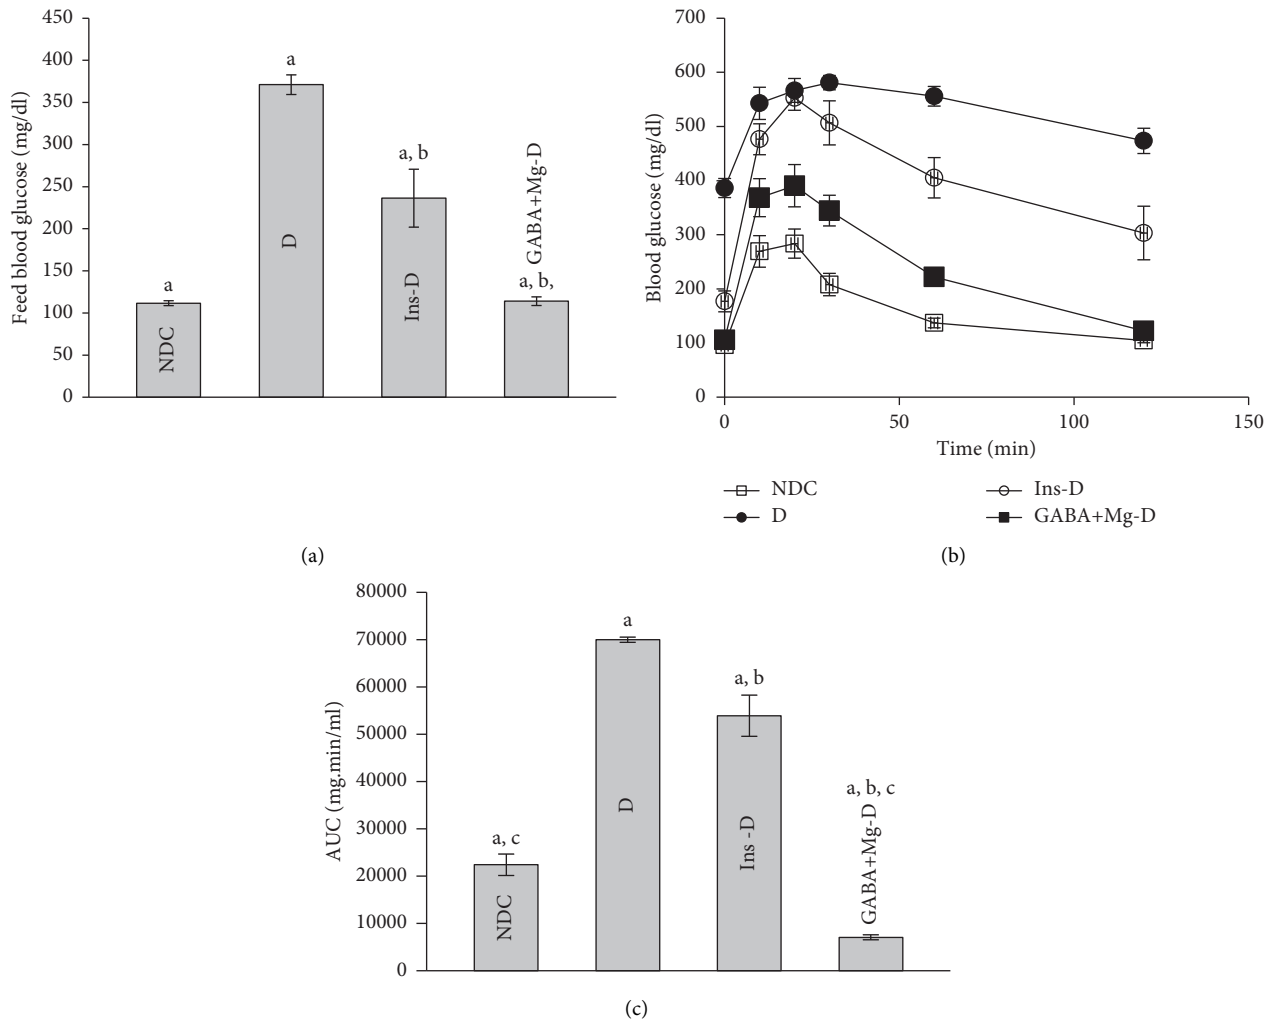 450
400
350
300
250
200
150
100
50
0
Feed blood glucose (mg/dl)
a
NDC
a
D
a, b
Ins-D
GABA+Mg-D
a, b,
(a)
700
600
500
400
300
200
100
0
Blood glucose (mg/dl)
0 50 100 150
Time (min)
NDC Ins-D
D GABA+Mg-D
(b)
80000
70000
60000
50000
40000
30000
20000
10000
0
AUC (mg.min/ml)
a, c
NDC
a
D
a, b
Ins -D
a, b, c
GABA+Mg-D
(c)